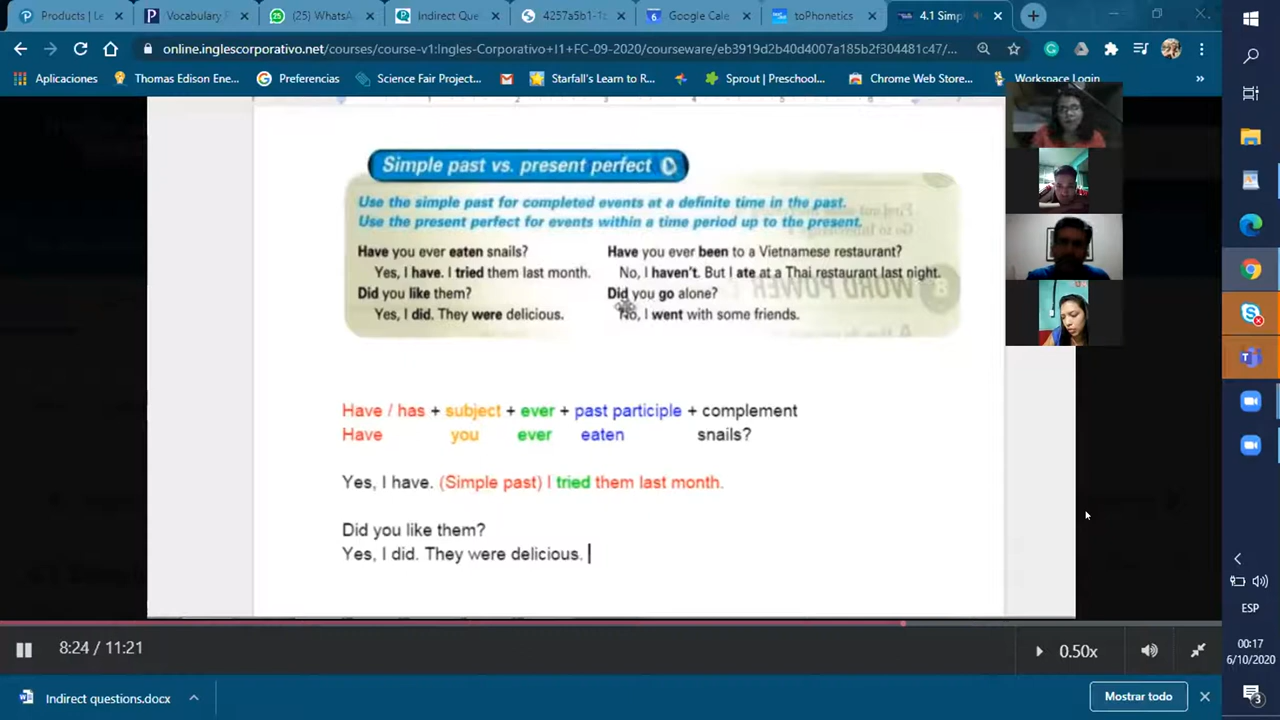 Products | Le
Vocabulary F
(25) WhatsA
Indirect Que
4257a5b1-1a
Google Cale
toPhonetics
4.1 Simp
online.inglescorporativo.net/courses/course-v1:Ingles-Corporativo+I1+FC-09-2020/courseware/eb3919d2b40d4007a185b2f304481c47/...
Aplicaciones
Thomas Edison Ene...
Preferencias
Science Fair Project...
Starfall's Learn to R...
Sprout | Preschool...
Chrome Web Store...
Workspace Login
»
Simple past vs. present perfect
Use the simple past for completed events at a definite time in the past.
Use the present perfect for events within a time period up to the present.
Have you ever eaten snails?
Yes, I have. I tried them last month.
Did you like them?
Yes, I did. They were delicious.
Have you ever been to a Vietnamese restaurant?
No, I haven't. But I ate at a Thai restaurant last night.
Did you go alone?
No, I went with some friends.
Have / has + subject + ever + past participle + complement
Have you ever eaten snails?
Yes, I have. (Simple past) I tried them last month.
Did you like them?
Yes, I did. They were delicious.
8:24 / 11:21
0.50x
ESP
00:17
6/10/2020
3
Indirect questions.docx
Mostrar todo